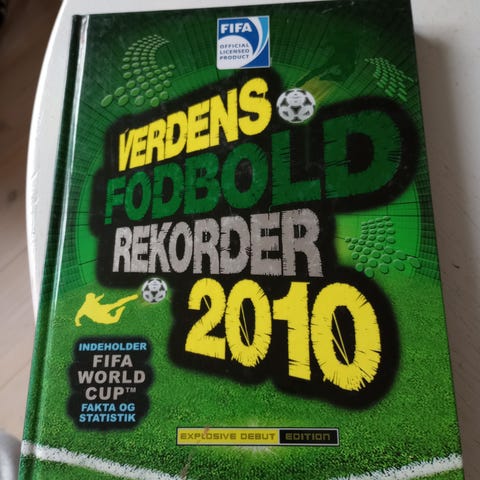 FIFA
OFFICIAL
LICENSED
PRODUCT
VERDENS
FODBOLD
REKORDER
2010
INDEHOLDER
FIFA
WORLD
CUP™
FAKTA OG
STATISTIK
EXPLOSIVE DEBUT EDITION